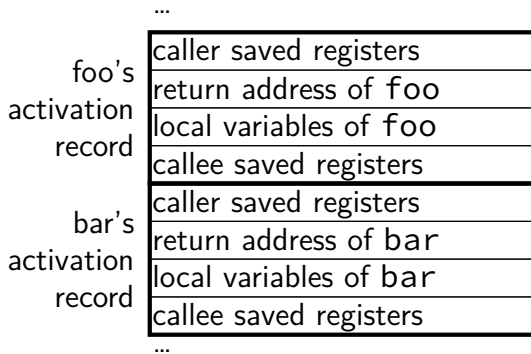 ...
caller saved registers
foo's
activation
record
return address of foo
local variables of foo
callee saved registers
bar's
activation
record
caller saved registers
return address of bar
local variables of bar
callee saved registers
...